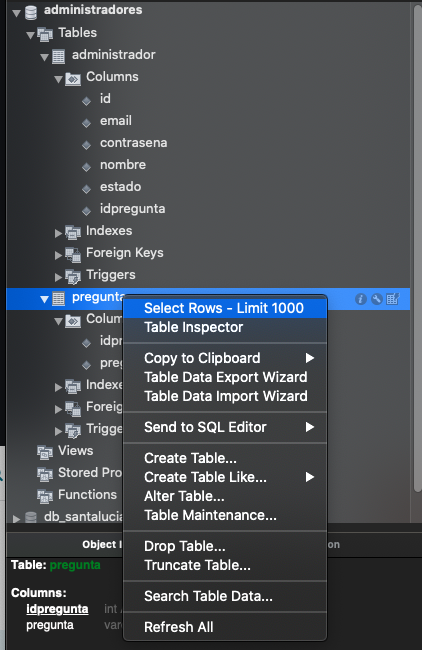 administradores
Tables
administrador
Columns
id
email
contrasena
nombre
estado
idpregunta
Indexes
Foreign Keys
Triggers
pregunta
Select Rows - Limit 1000
Table Inspector
Colum
idpr
preg
Copy to Clipboard
Table Data Export Wizard
Table Data Import Wizard
Indexe
Foreig
Trigge
Send to SQL Editor
Views
Create Table...
Stored Pro
Create Table Like...
Functions
Alter Table...
db_santalucia
Table Maintenance...
Object I
on
Drop Table...
Table: pregunta
Truncate Table...
Columns:
Search Table Data...
idpregunta int
pregunta varc
Refresh All